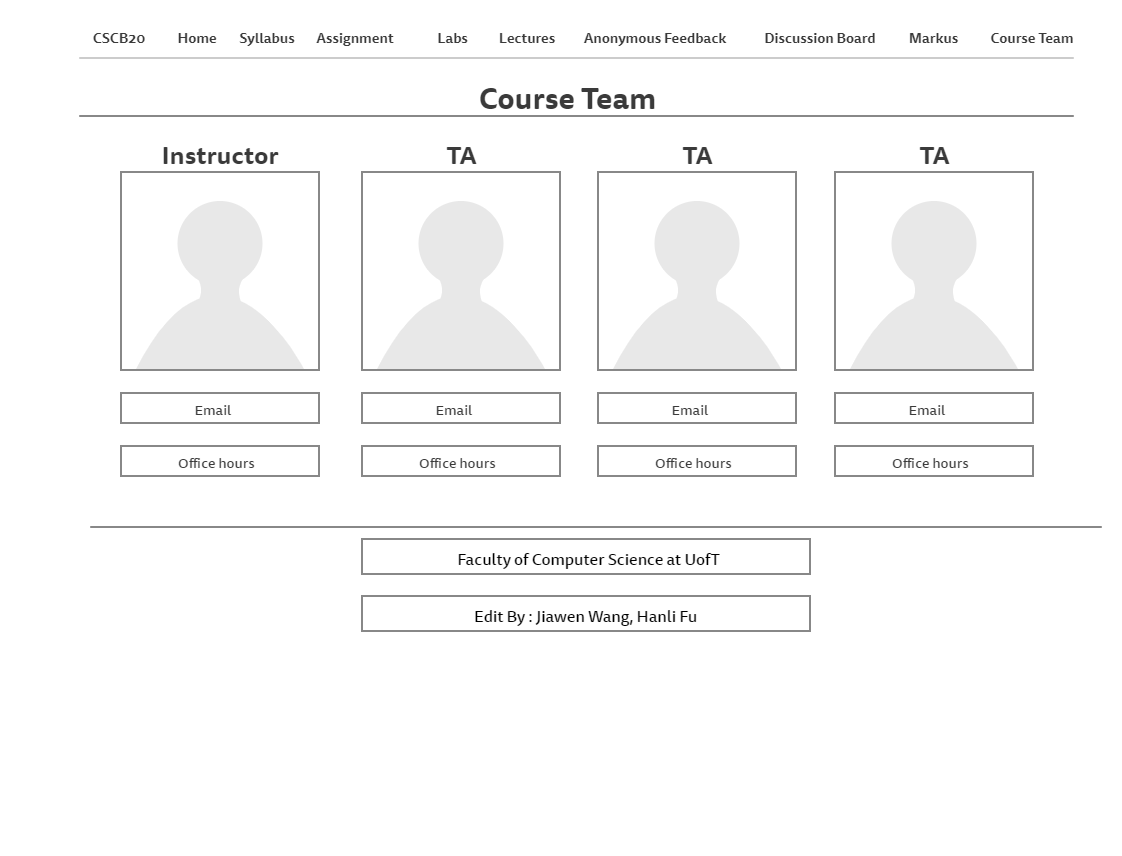 CSCB20 Home Syllabus Assignment Labs Lectures Anonymous Feedback Discussion Board Markus Course Team
Course Team
Instructor TA TA TA
Email Email Email Email
Office hours Office hours Office hours Office hours
Faculty of Computer Science at UofT
Edit By : Jiawen Wang, Hanli Fu